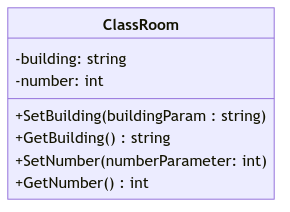 ClassRoom
-building: string
-number: int
+SetBuilding(buildingParam : string)
+GetBuilding() : string
+SetNumber(numberParameter: int)
+GetNumber() : int